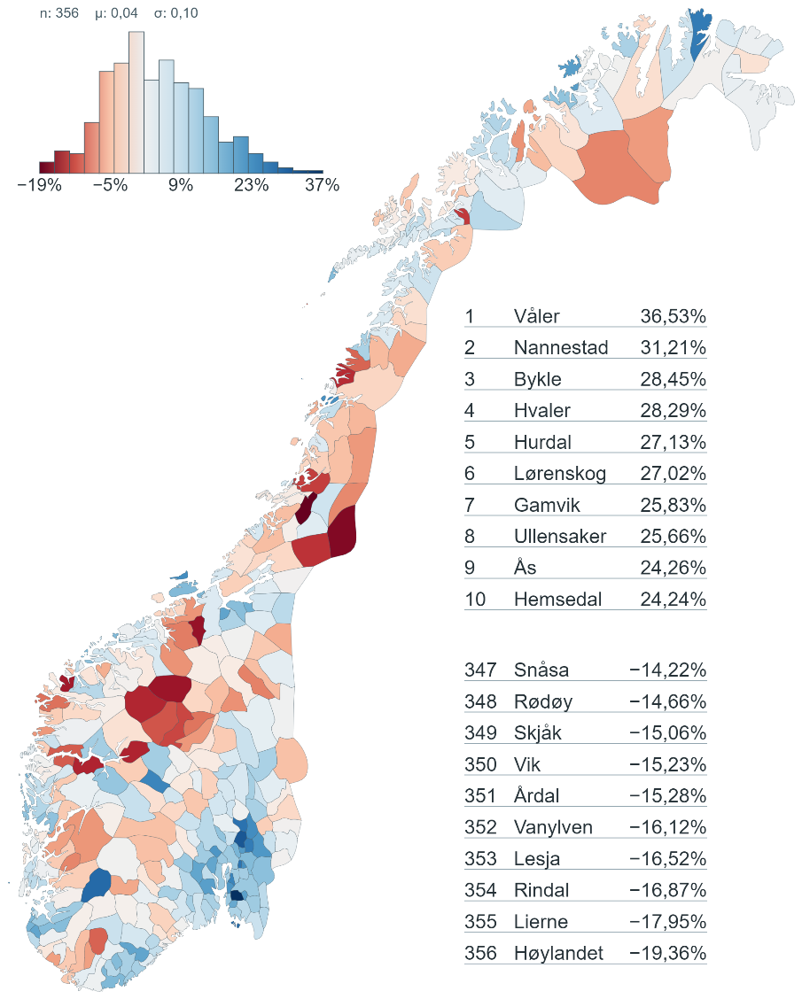 n: 356 μ: 0,04 σ: 0,10
−19% −5% 9% 23% 37%
1 Våler 36,53%
2 Nannestad 31,21%
3 Bykle 28,45%
4 Hvaler 28,29%
5 Hurdal 27,13%
6 Lørenskog 27,02%
7 Gamvik 25,83%
8 Ullensaker 25,66%
9 Ås 24,26%
10 Hemsedal 24,24%
347 Snåsa −14,22%
348 Rødøy −14,66%
349 Skjåk −15,06%
350 Vik −15,23%
351 Årdal −15,28%
352 Vanylven −16,12%
353 Lesja −16,52%
354 Rindal −16,87%
355 Lierne −17,95%
356 Høylandet −19,36%